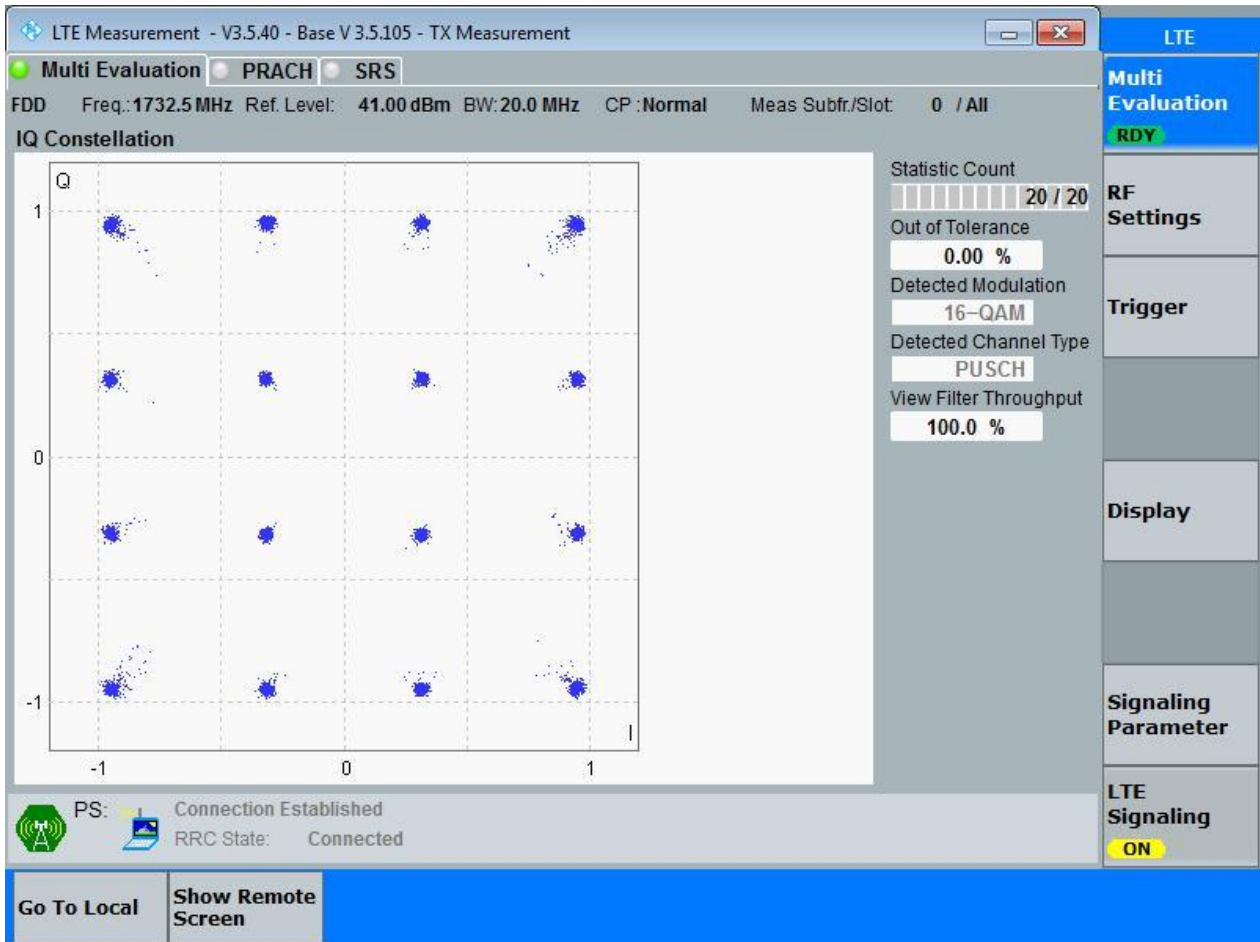 LTE Measurement - V3.5.40 - Base V 3.5.105 - TX Measurement
LTE
Multi Evaluation PRACH SRS
FDD Freq.: 1732.5 MHz Ref. Level: 41.00 dBm BW: 20.0 MHz CP : Normal Meas Subfr./Slot: 0 / All
IQ Constellation
Q
1
0
-1
I
-1 0 1
Statistic Count
20 / 20
Out of Tolerance
0.00 %
Detected Modulation
16-QAM
Detected Channel Type
PUSCH
View Filter Throughput
100.0 %
Multi
Evaluation
RDY
RF
Settings
Trigger
Display
Signaling
Parameter
LTE
Signaling
ON
PS: Connection Established
RRC State: Connected
Go To Local
Show Remote
Screen